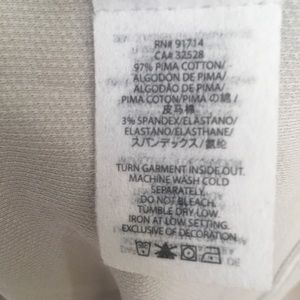 RN# 91714
CA# 32528
97% PIMA COTTON/
ALGODON DE PIMA/
ALGODÃO DE PIMA/
PIMA COTON/PIMA の綿 /
皮马棉
3% SPANDEX/ELASTANO/
ELASTANO/ELASTHANE/
スパンデックス/氨纶
TURN GARMENT INSIDE OUT.
MACHINE WASH COLD
SEPARATELY.
DO NOT BLEACH.
TUMBLE DRY LOW.
IRON AT LOW SETTING.
EXCLUSIVE OF DECORATION